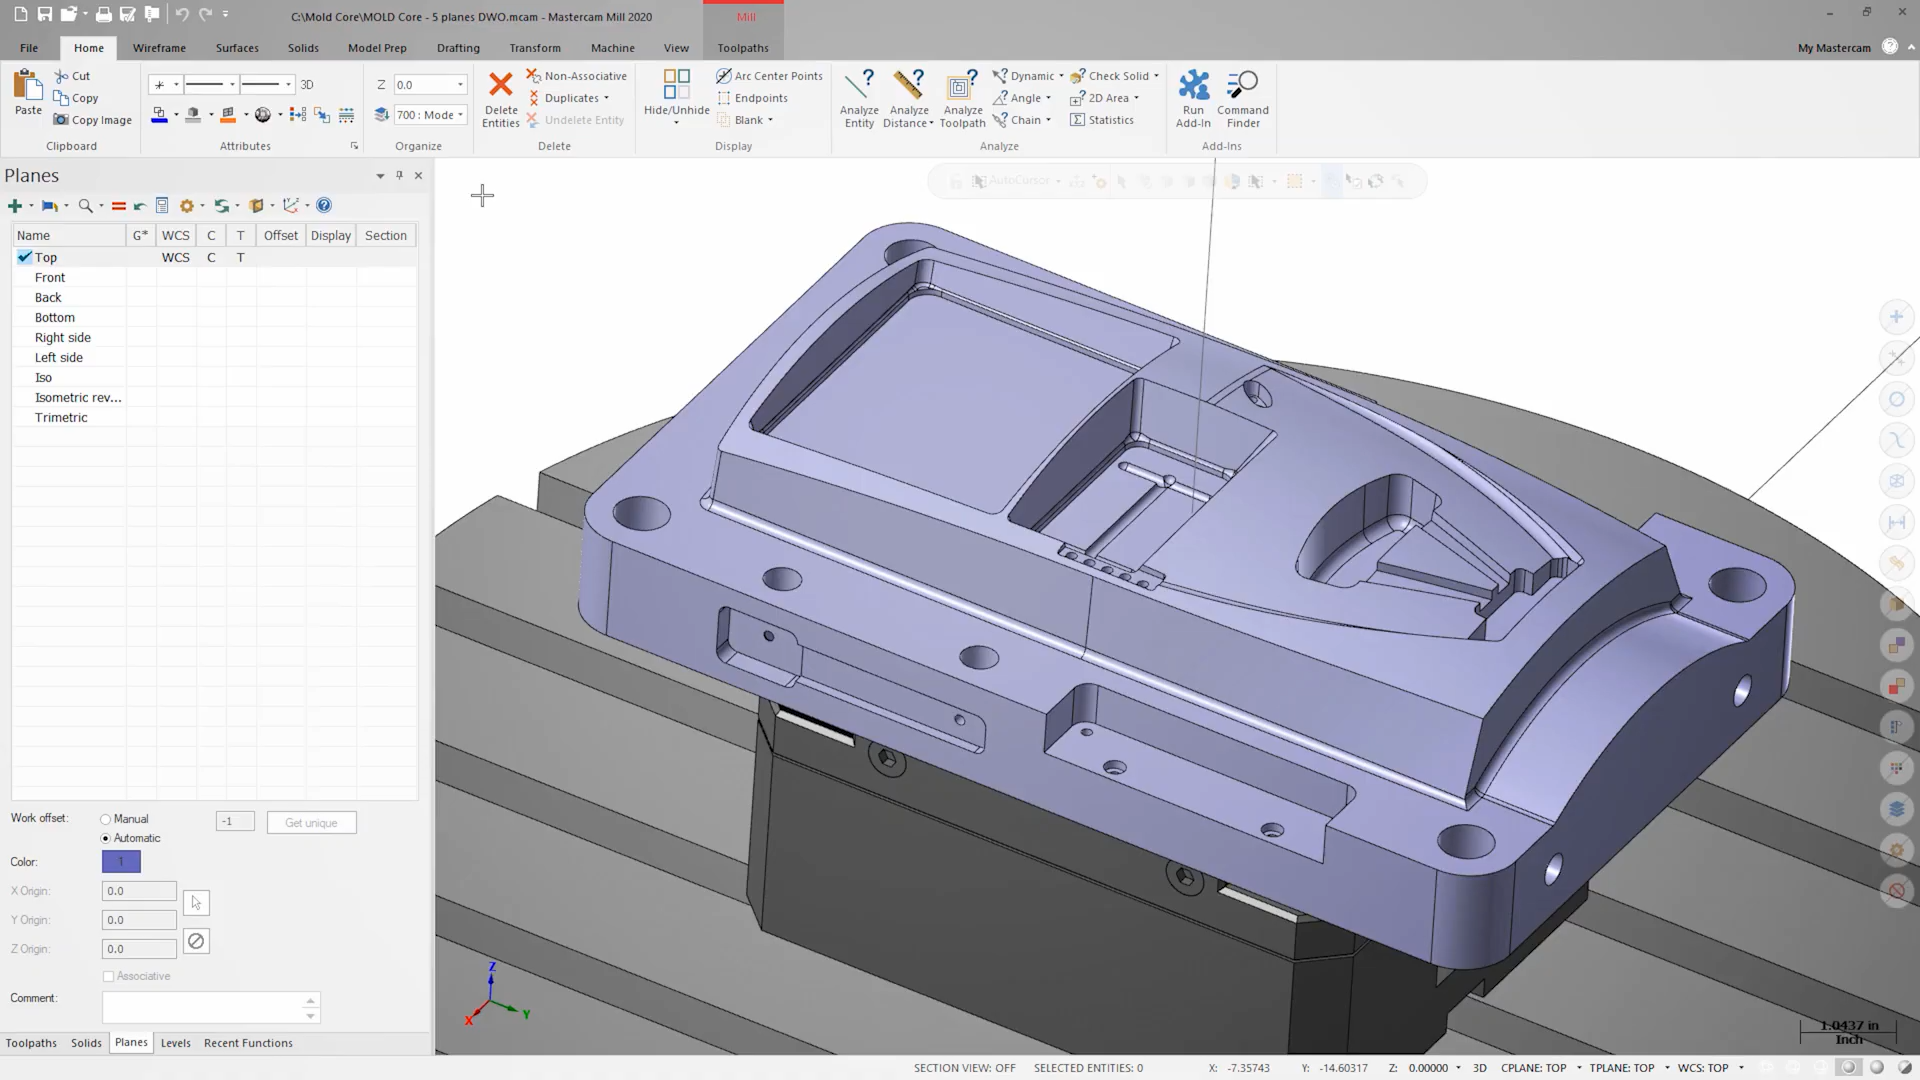 C:\Mold Core\MOLD Core - 5 planes DWO.mcam - Mastercam Mill 2020
Mill
File Home Wireframe Surfaces Solids Model Prep Drafting Transform Machine View Toolpaths My Mastercam
Paste
Cut
Copy
Copy Image
Clipboard
3D
Attributes
Z 0.0
700 : Mode
Organize
Delete
Entities
Non-Associative
Duplicates
Undelete Entity
Delete
Hide/Unhide
Arc Center Points
Endpoints
Blank
Display
Analyze
Entity
Analyze
Distance
Analyze
Toolpath
Dynamic
Angle
Chain
Check Solid
2D Area
Statistics
Analyze
Run
Add-In
Command
Finder
Add-Ins
Planes
AutoCursor
Name G* WCS C T Offset Display Section
Top WCS C T
Front
Back
Bottom
Right side
Left side
Iso
Isometric rev...
Trimetric
Work offset: Manual -1 Get unique
Automatic
Color: 1
X Origin: 0.0
Y Origin: 0.0
Z Origin: 0.0
Associative
Comment:
Z
X
Y
1.0437 in
Inch
Toolpaths Solids Planes Levels Recent Functions
SECTION VIEW: OFF SELECTED ENTITIES: 0 X: -7.35743 Y: -14.60317 Z: 0.00000 3D CPLANE: TOP TPLANE: TOP WCS: TOP